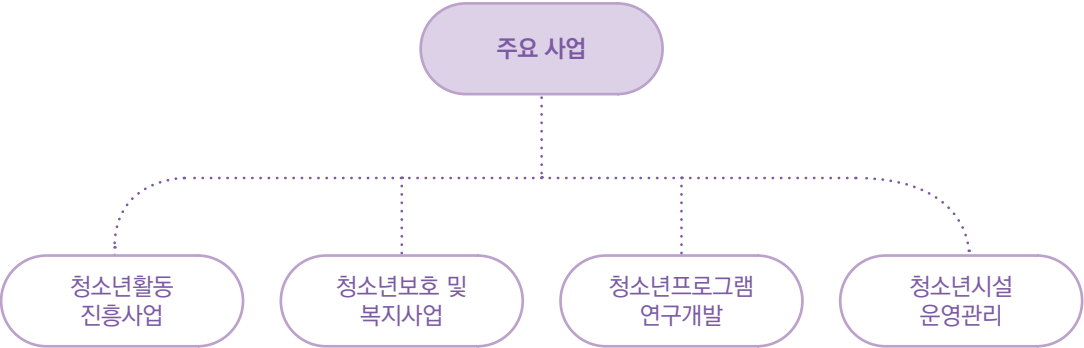 주요 사업
청소년활동
진흥사업
청소년보호 및
복지사업
청소년프로그램
연구개발
청소년시설
운영관리